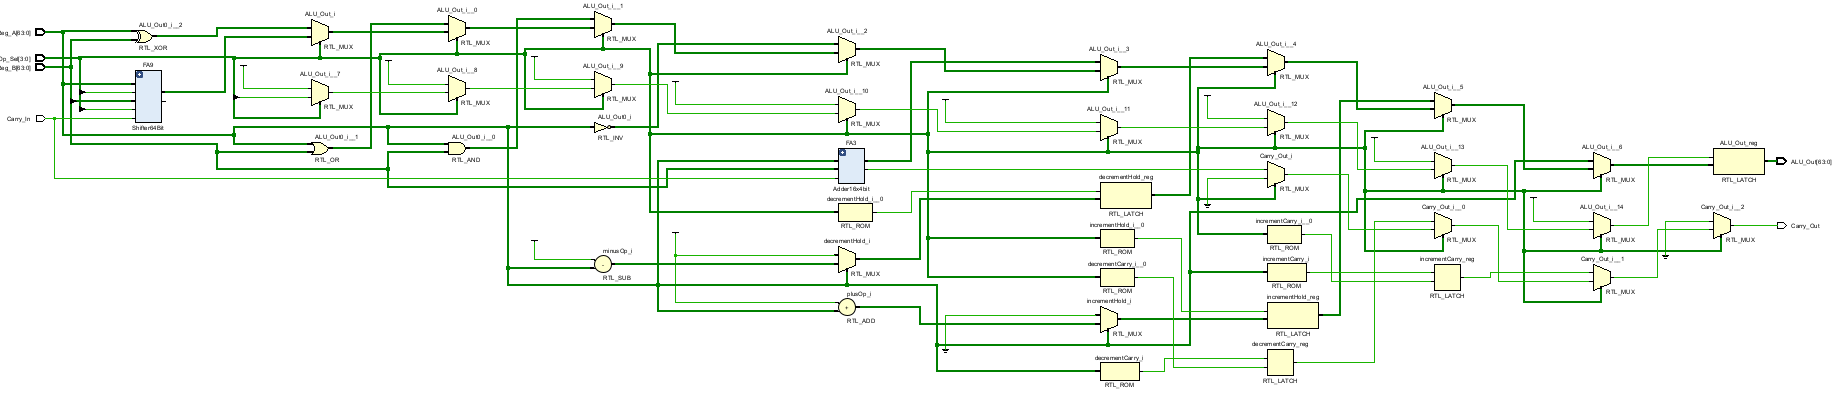 Reg_A[63:0]
Op_Sel[3:0]
Reg_B[63:0]
Carry_In
ALU_Out0_i__2
RTL_XOR
FA9
Shifter64Bit
ALU_Out_i
RTL_MUX
ALU_Out_i__7
RTL_MUX
ALU_Out0_i__1
RTL_OR
ALU_Out_i__0
RTL_MUX
ALU_Out_i__8
RTL_MUX
ALU_Out0_i__0
RTL_AND
ALU_Out_i__1
RTL_MUX
ALU_Out_i__9
RTL_MUX
ALU_Out0_i
RTL_INV
minusOp_i
RTL_SUB
ALU_Out_i__2
RTL_MUX
ALU_Out_i__10
RTL_MUX
FA3
Adder16x4bit
decrementHold_i__0
RTL_ROM
decrementHold_i
RTL_MUX
plusOp_i
RTL_ADD
ALU_Out_i__3
RTL_MUX
ALU_Out_i__11
RTL_MUX
decrementHold_reg
RTL_LATCH
incrementHold_i__0
RTL_ROM
decrementCarry_i__0
RTL_ROM
incrementHold_i
RTL_MUX
decrementCarry_i
RTL_ROM
ALU_Out_i__4
RTL_MUX
ALU_Out_i__12
RTL_MUX
Carry_Out_i
RTL_MUX
incrementCarry_i__0
RTL_ROM
incrementCarry_i
RTL_ROM
incrementHold_reg
RTL_LATCH
decrementCarry_reg
RTL_LATCH
ALU_Out_i__5
RTL_MUX
ALU_Out_i__13
RTL_MUX
Carry_Out_i__0
RTL_MUX
incrementCarry_reg
RTL_LATCH
ALU_Out_i__6
RTL_MUX
ALU_Out_i__14
RTL_MUX
Carry_Out_i__1
RTL_MUX
ALU_Out_reg
RTL_LATCH
Carry_Out_i__2
RTL_MUX
ALU_Out[63:0]
Carry_Out